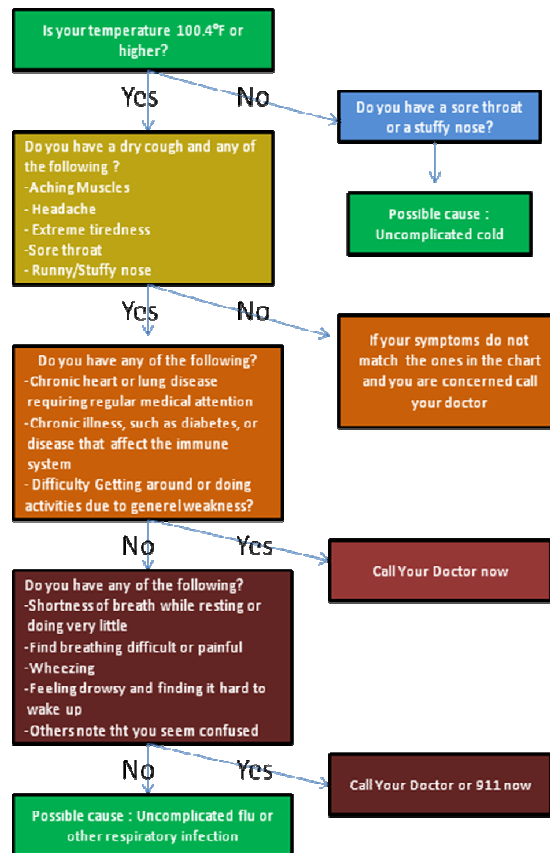 Is your temperature 100.4°F or
higher?
Yes
No
Do you have a sore throat
or a stuffy nose?
Possible cause :
Uncomplicated cold
Do you have a dry cough and any of
the following ?
-Aching Muscles
- Headache
- Extreme tiredness
-Sore throat
- Runny/Stuffy nose
Yes
No
If your symptoms do not
match the ones in the chart
and you are concerned call
your doctor
Do you have any of the following?
-Chronic heart or lung disease
requiring regular medical attention
-Chronic illness, such as diabetes, or
disease that affect the immune
system
- Difficulty Getting around or doing
activities due to generel weakness?
No
Yes
Call Your Doctor now
Do you have any of the following?
-Shortness of breath while resting or
doing very little
-Find breathing difficult or painful
-Wheezing
-Feeling drowsy and finding it hard to
wake up
-Others note tht you seem confused
No
Yes
Call Your Doctor or 911 now
Possible cause : Uncomplicated flu or
other respiratory infection